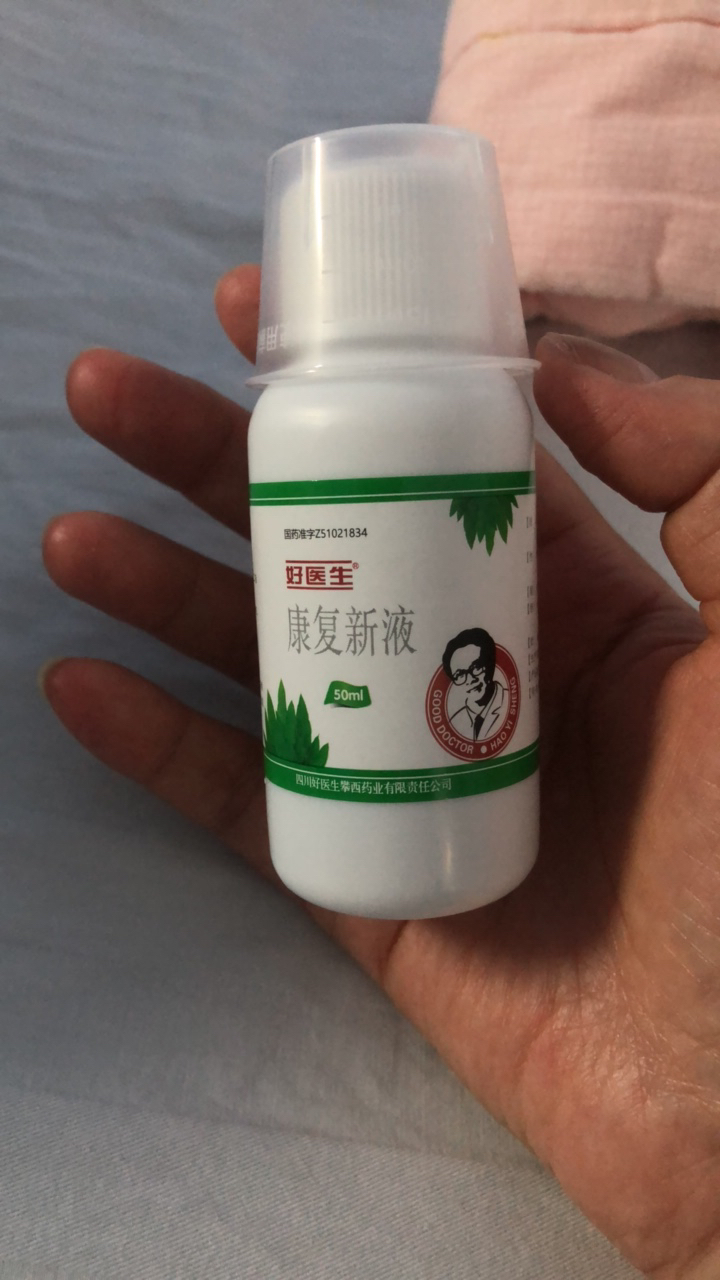 国药准字Z51021834
好医生®
康复新液
50ml
GOOD DOCTOR ● HAO YI SHENG
四川好医生攀西药业有限责任公司